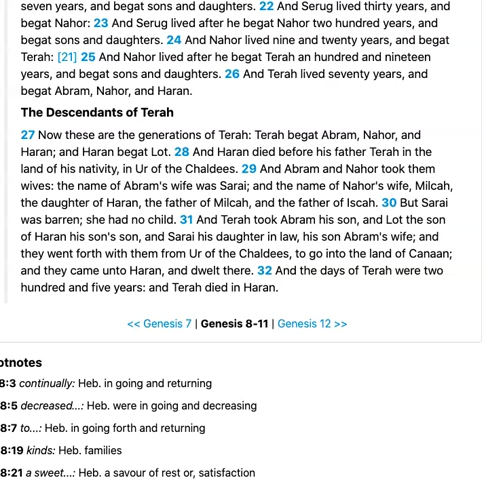 seven years, and begat sons and daughters. 22 And Serug lived thirty years, and
begat Nahor: 23 And Serug lived after he begat Nahor two hundred years, and
begat sons and daughters. 24 And Nahor lived nine and twenty years, and begat
Terah: [21] 25 And Nahor lived after he begat Terah an hundred and nineteen
years, and begat sons and daughters. 26 And Terah lived seventy years, and
begat Abram, Nahor, and Haran.
The Descendants of Terah
27 Now these are the generations of Terah: Terah begat Abram, Nahor, and
Haran; and Haran begat Lot. 28 And Haran died before his father Terah in the
land of his nativity, in Ur of the Chaldees. 29 And Abram and Nahor took them
wives: the name of Abram's wife was Sarai; and the name of Nahor's wife, Milcah,
the daughter of Haran, the father of Milcah, and the father of Iscah. 30 But Sarai
was barren; she had no child. 31 And Terah took Abram his son, and Lot the son
of Haran his son's son, and Sarai his daughter in law, his son Abram's wife; and
they went forth with them from Ur of the Chaldees, to go into the land of Canaan;
and they came unto Haran, and dwelt there. 32 And the days of Terah were two
hundred and five years: and Terah died in Haran.
<< Genesis 7 | Genesis 8-11 | Genesis 12 >>
otnotes
8:3 continually: Heb. in going and returning
8:5 decreased...: Heb. were in going and decreasing
8:7 to...: Heb. in going forth and returning
8:19 kinds: Heb. families
8:21 a sweet...: Heb. a savour of rest or, satisfaction